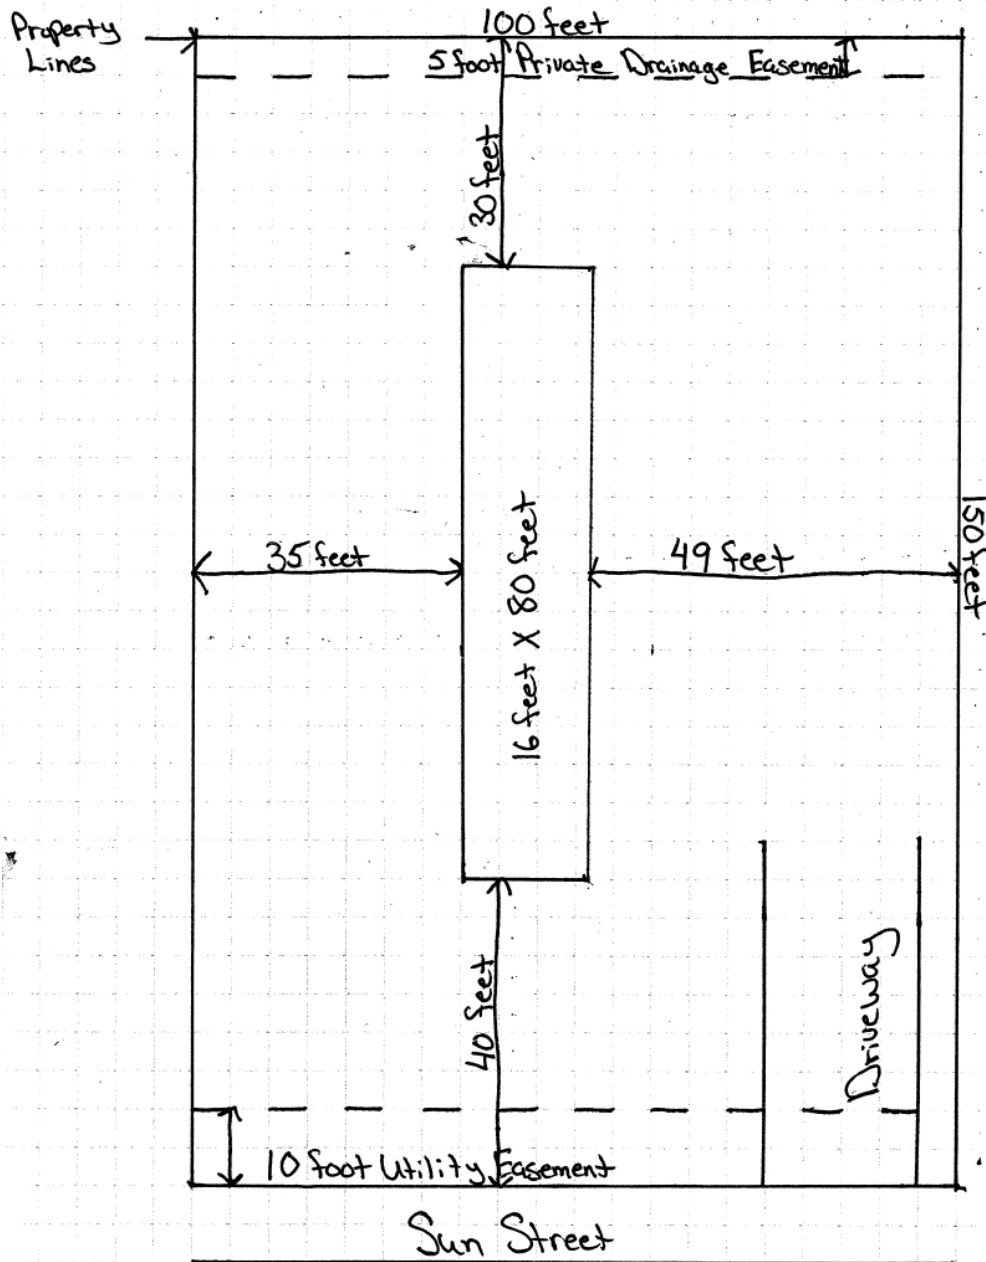 Property
Lines
100 feet
5 foot Private Drainage Easement
30 feet
35 feet
49 feet
150 feet
16 feet X 80 feet
40 feet
Driveway
10 foot Utility Easement
Sun Street